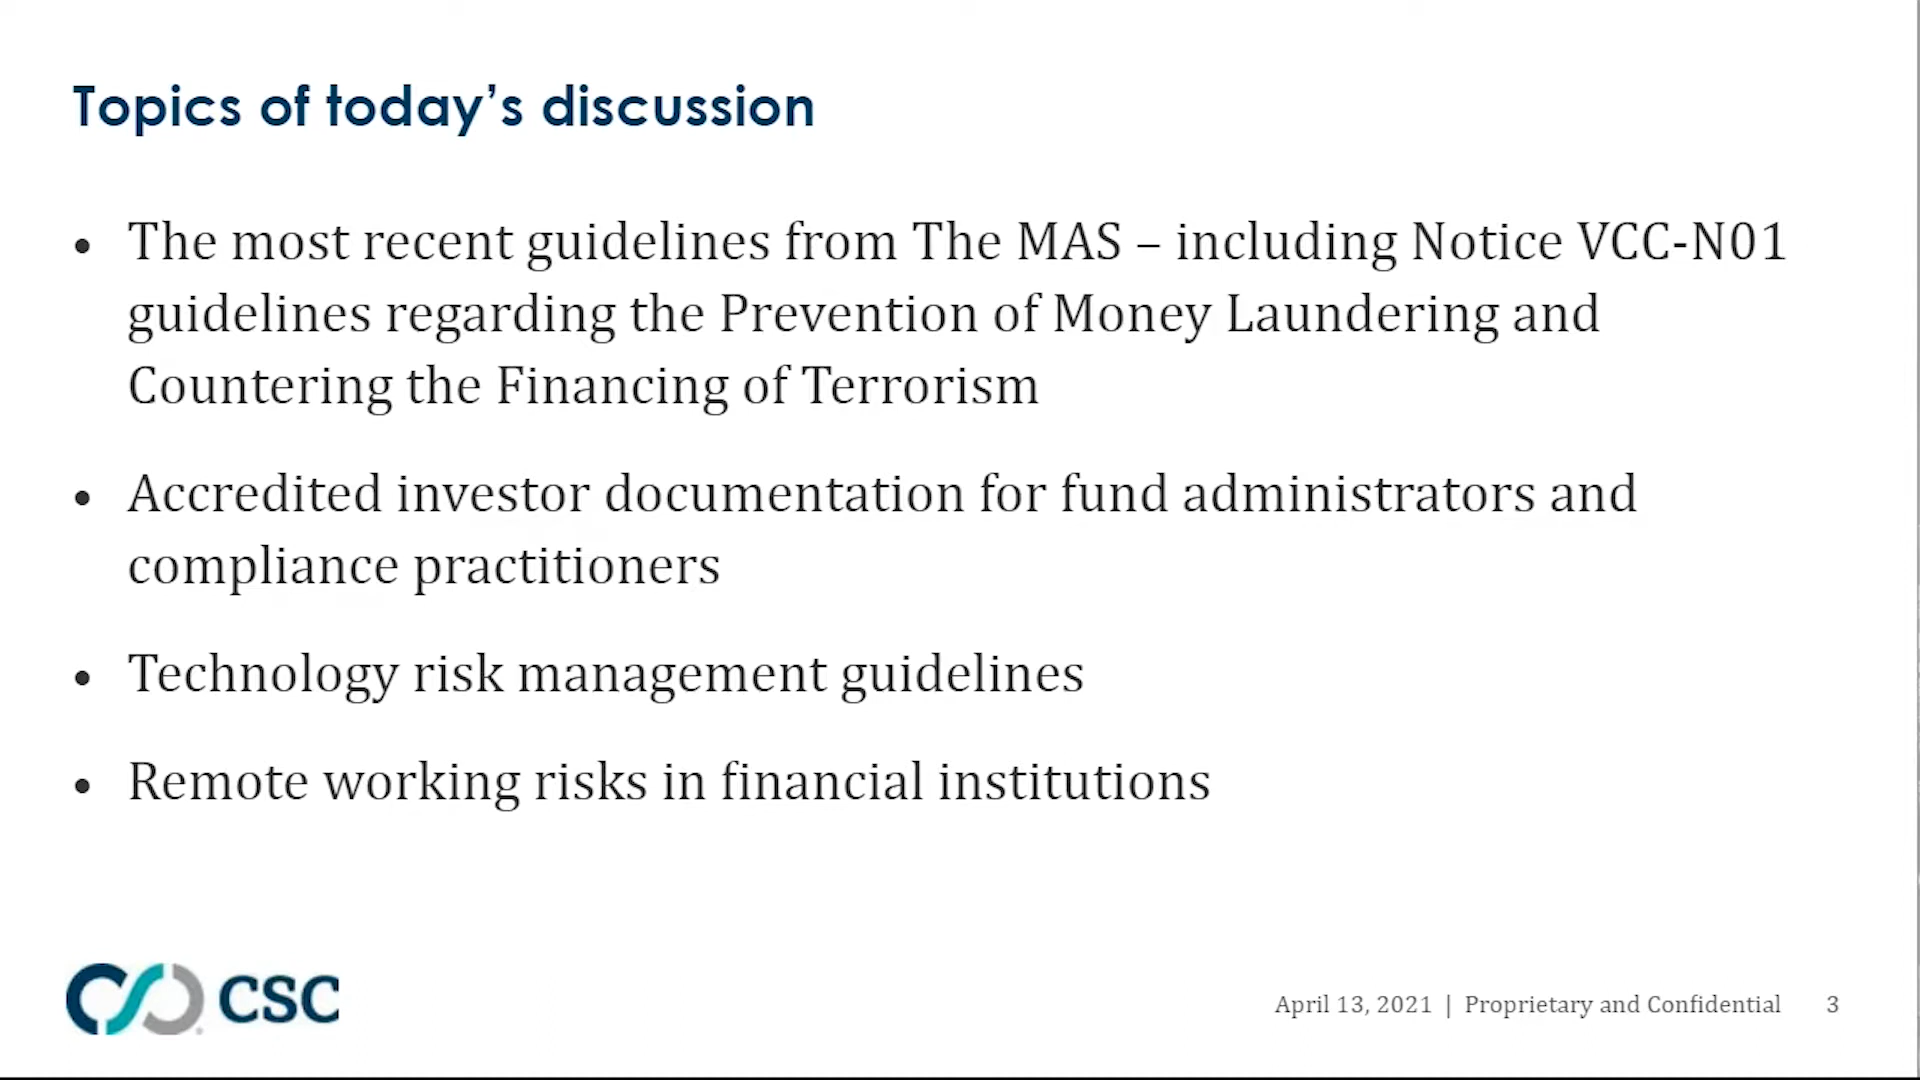 Topics of today’s discussion
• The most recent guidelines from The MAS – including Notice VCC-N01
guidelines regarding the Prevention of Money Laundering and
Countering the Financing of Terrorism
• Accredited investor documentation for fund administrators and
compliance practitioners
• Technology risk management guidelines
• Remote working risks in financial institutions
CSC
April 13, 2021 | Proprietary and Confidential 3